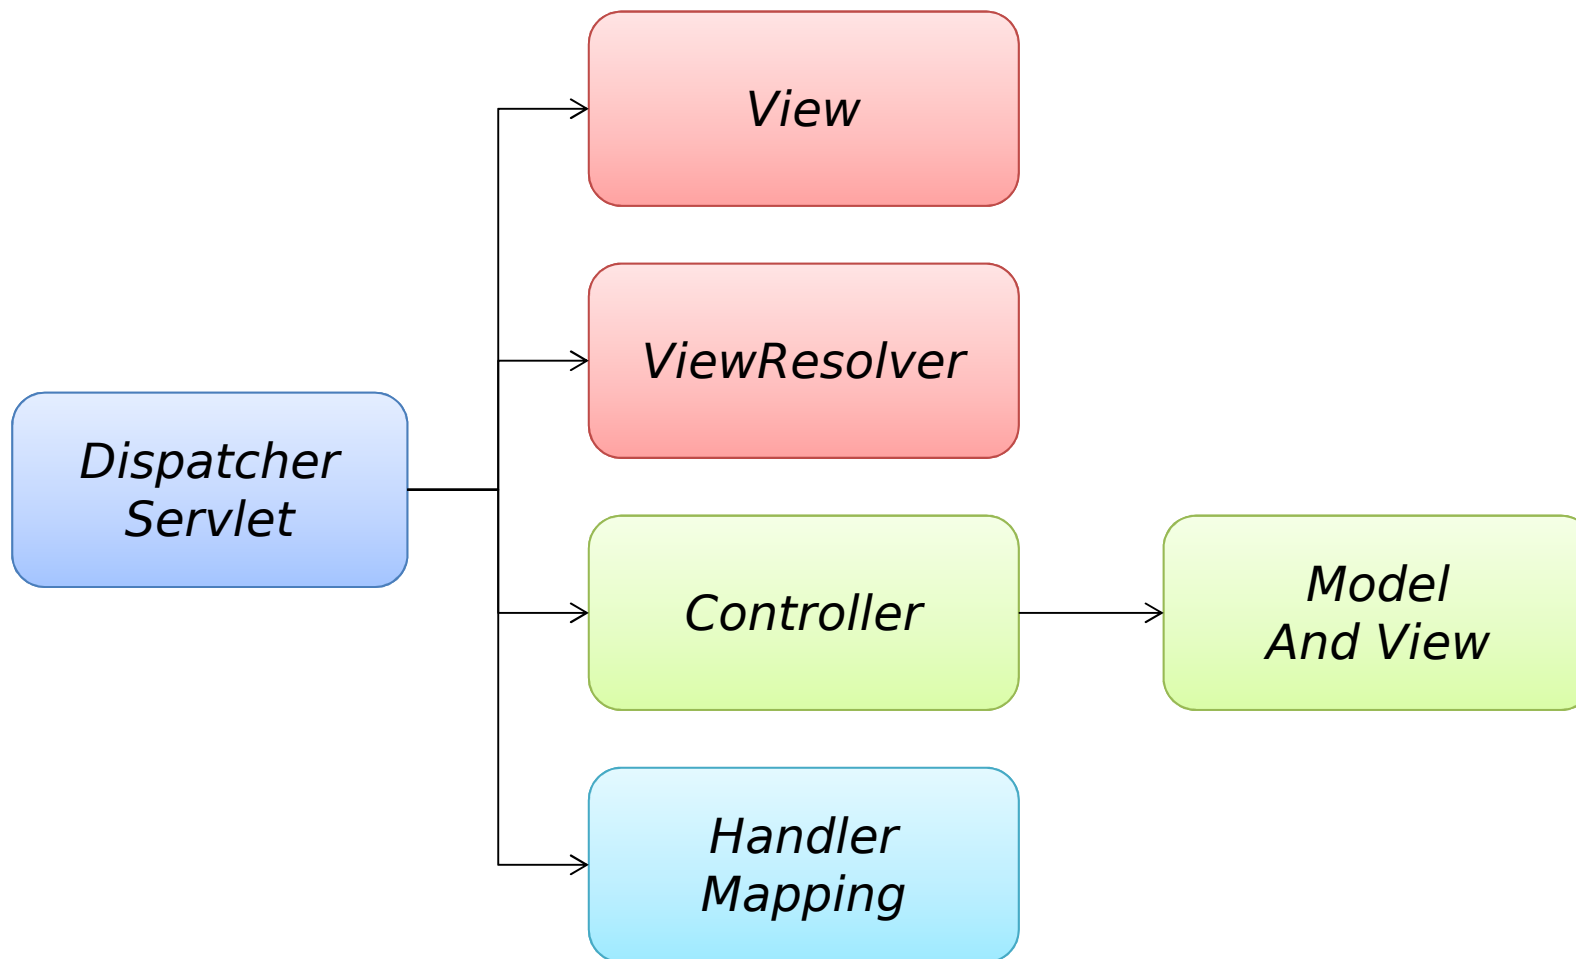 View
ViewResolver
Dispatcher
Servlet
Controller
Model
And View
Handler
Mapping